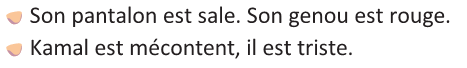 Son pantalon est sale. Son genou est rouge.
Kamal est mécontent, il est triste.